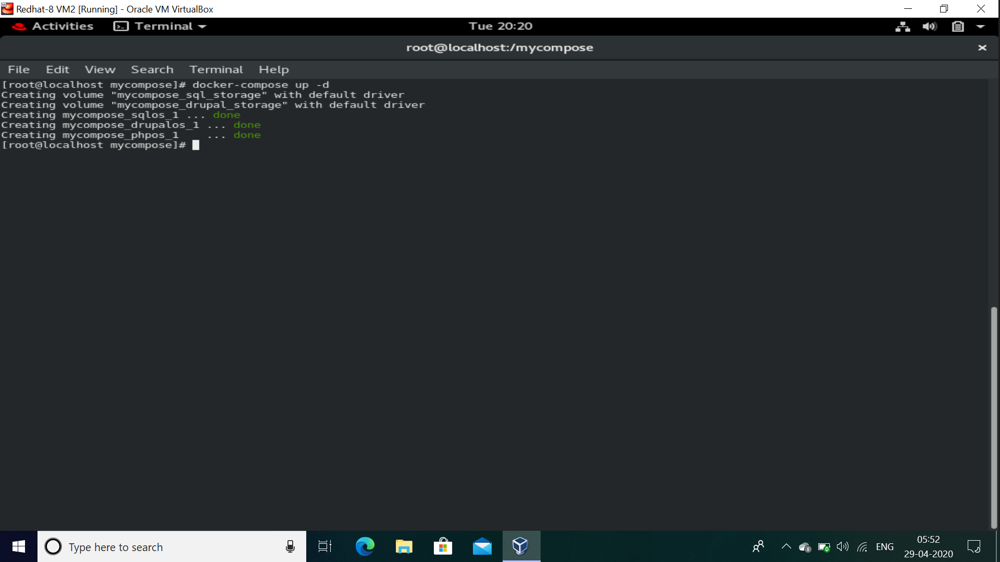 Redhat-8 VM2 [Running] - Oracle VM VirtualBox
Activities Terminal Tue 20:20
root@localhost:/mycompose
File Edit View Search Terminal Help
[root@localhost mycompose]# docker-compose up -d
Creating volume "mycompose_sql_storage" with default driver
Creating volume "mycompose_drupal_storage" with default driver
Creating mycompose_sqlos_1 ... done
Creating mycompose_drupalos_1 ... done
Creating mycompose_phpos_1    ... done
[root@localhost mycompose]#
Type here to search
ENG
05:52
29-04-2020